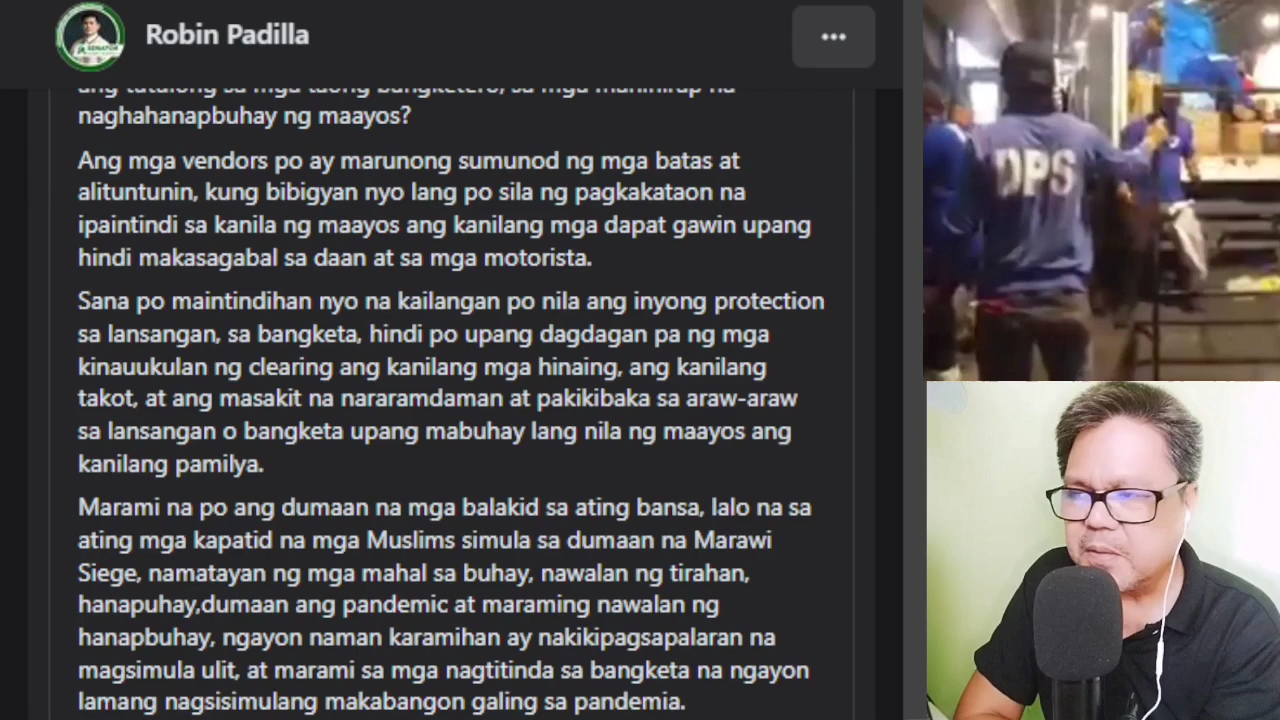 Robin Padilla
SENATOR
naghahanapbuhay ng maayos?
Ang mga vendors po ay marunong sumunod ng mga batas at
alituntunin, kung bibigyan nyo lang po sila ng pagkakataon na
ipaintindi sa kanila ng maayos ang kanilang mga dapat gawin upang
hindi makasagabal sa daan at sa mga motorista.
Sana po maintindihan nyo na kailangan po nila ang inyong protection
sa lansangan, sa bangketa, hindi po upang dagdagan pa ng mga
kinauukulan ng clearing ang kanilang mga hinaing, ang kanilang
takot, at ang masakit na nararamdaman at pakikibaka sa araw-araw
sa lansangan o bangketa upang mabuhay lang nila ng maayos ang
kanilang pamilya.
Marami na po ang dumaan na mga balakid sa ating bansa, lalo na sa
ating mga kapatid na mga Muslims simula sa dumaan na Marawi
Siege, namatayan ng mga mahal sa buhay, nawalan ng tirahan,
hanapuhay,dumaan ang pandemic at maraming nawalan ng
hanapbuhay, ngayon naman karamihan ay nakikipagsapalaran na
magsimula ulit, at marami sa mga nagtitinda sa bangketa na ngayon
lamang nagsisimulang makabangon galing sa pandemia.
DPS